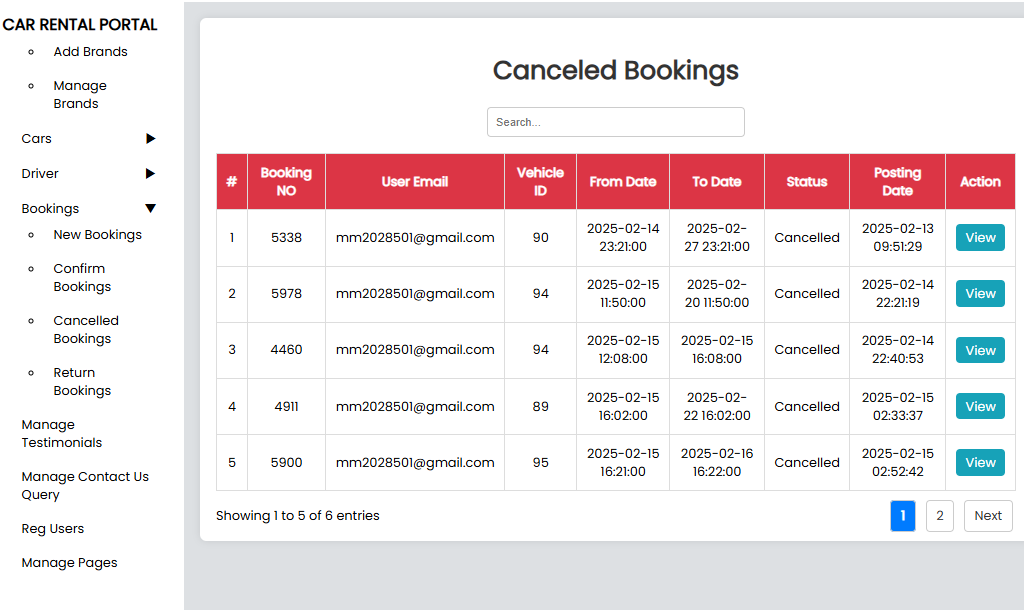 CAR RENTAL PORTAL
Add Brands
Manage
Brands
Cars
Driver
Bookings
New Bookings
Confirm
Bookings
Cancelled
Bookings
Return
Bookings
Manage
Testimonials
Manage Contact Us
Query
Reg Users
Manage Pages
Canceled Bookings
Search...
# Booking NO User Email Vehicle ID From Date To Date Status Posting Date Action
1 5338 mm2028501@gmail.com 90 2025-02-14 23:21:00 2025-02-27 23:21:00 Cancelled 2025-02-13 09:51:29 View
2 5978 mm2028501@gmail.com 94 2025-02-15 11:50:00 2025-02-20 11:50:00 Cancelled 2025-02-14 22:21:19 View
3 4460 mm2028501@gmail.com 94 2025-02-15 12:08:00 2025-02-15 16:08:00 Cancelled 2025-02-14 22:40:53 View
4 4911 mm2028501@gmail.com 89 2025-02-15 16:02:00 2025-02-22 16:02:00 Cancelled 2025-02-15 02:33:37 View
5 5900 mm2028501@gmail.com 95 2025-02-15 16:21:00 2025-02-16 16:22:00 Cancelled 2025-02-15 02:52:42 View
Showing 1 to 5 of 6 entries
1 2 Next